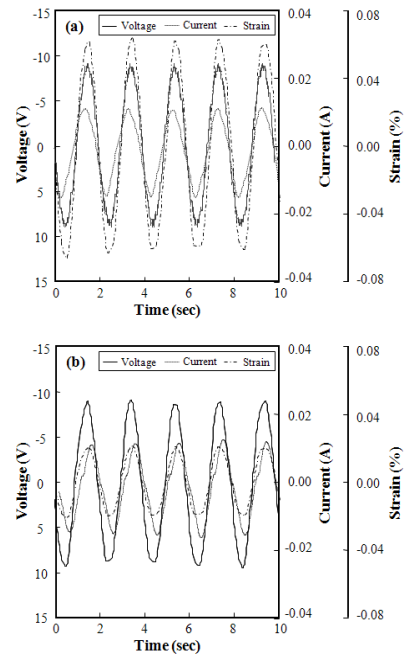 (a)
Voltage Current Strain
-15
-10
-5
0
5
10
15
Voltage (V)
0 2 4 6 8 10
Time (sec)
0.04
0.02
0.00
-0.02
-0.04
Current (A)
0.08
0.04
0.00
-0.04
-0.08
Strain (%)
(b)
Voltage Current Strain
-15
-10
-5
0
5
10
15
Voltage (V)
0 2 4 6 8 10
Time (sec)
0.04
0.02
0.00
-0.02
-0.04
Current (A)
0.08
0.04
0.00
-0.04
-0.08
Strain (%)